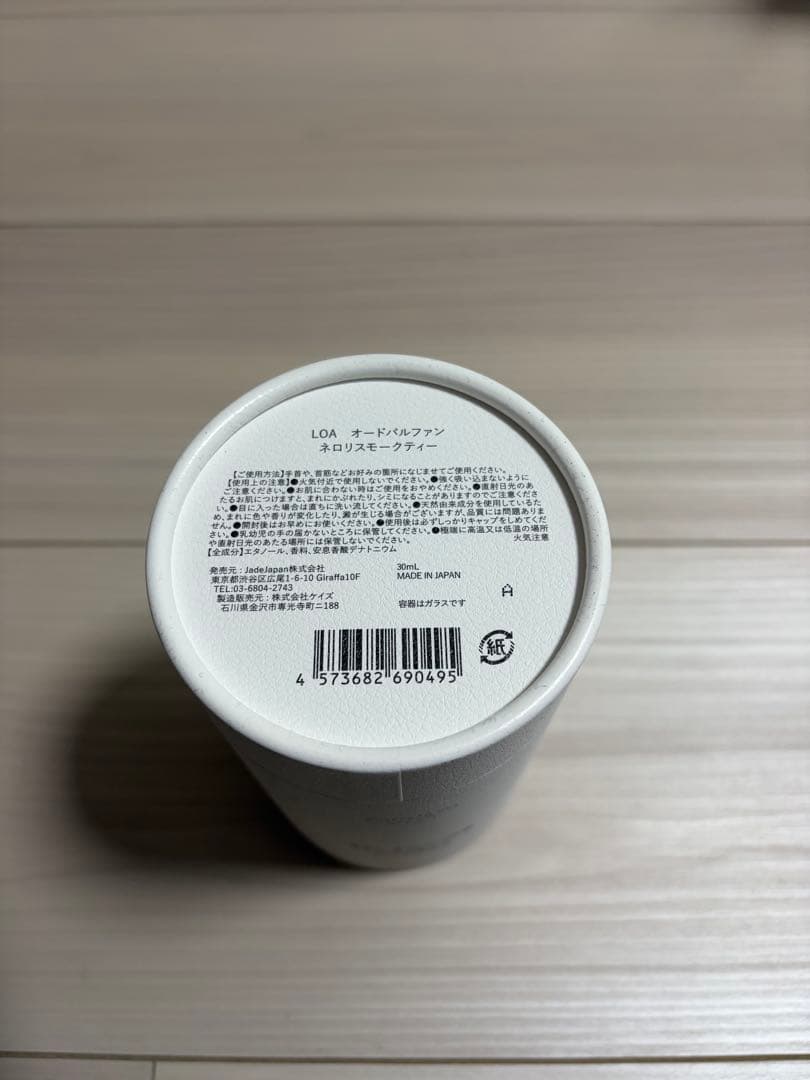 LOA オードパルファン
ネロリスモークティー
【ご使用方法】手首や、首筋などお好みの箇所になじませてご使用ください。
【使用上の注意】●火気付近で使用しないでください。●強く吸い込まないように
ご注意ください。●お肌に合わない時はご使用をおやめください。●直射日光のあ
たるお肌につけますと、まれにかぶれたり、シミになることがありますのでご注意くださ
い。●目に入った場合は直ちに洗い流してください。●天然由来成分を使用しているた
め、まれに色や香りが変化したり、澱が生じる場合がございますが、品質には問題ありま
せん。●開封後はお早めにお使いください。●使用後は必ずしっかりキャップをしめてくだ
さい。●乳幼児の手の届かないところに保管してください。●極端に高温又は低温の場所
や直射日光のあたる場所には保管しないでください。 火気注意
【全成分】エタノール、香料、安息香酸デナトニウム
発売元：JadeJapan株式会社 30mL
東京都渋谷区広尾1-6-10 Giraffa10F MADE IN JAPAN
TEL:03-6804-2743
製造販売元：株式会社ケイズ
石川県金沢市専光寺町ニ188 容器はガラスです
紙
4 573682 690495